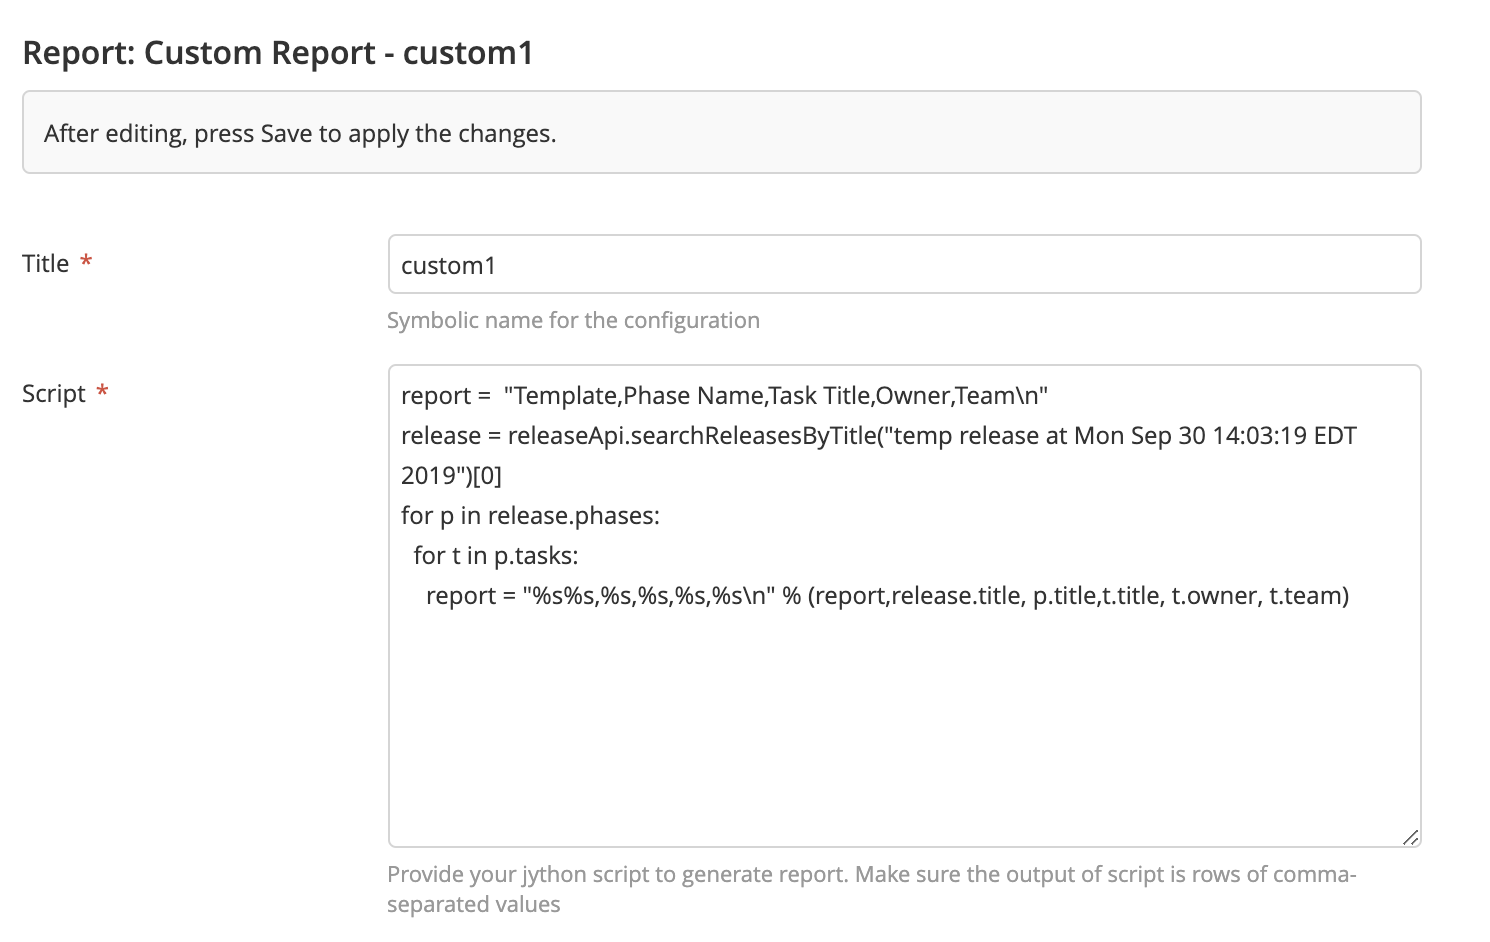 Report: Custom Report - custom1
After editing, press Save to apply the changes.
Title *
custom1
Symbolic name for the configuration
Script *
report =  "Template,Phase Name,Task Title,Owner,Team\n"
release = releaseApi.searchReleasesByTitle("temp release at Mon Sep 30 14:03:19 EDT
2019")[0]
for p in release.phases:
  for t in p.tasks:
    report = "%s%s,%s,%s,%s,%s\n" % (report,release.title, p.title,t.title, t.owner, t.team)
Provide your jython script to generate report. Make sure the output of script is rows of comma-
separated values